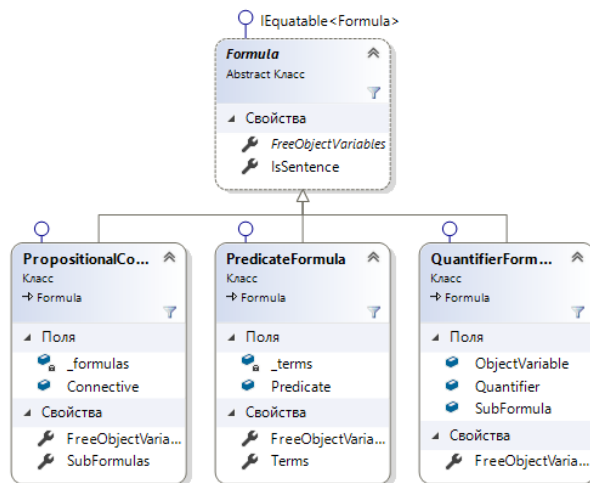 IEquatable<Formula>
Formula
Abstract Класс
Свойства
FreeObjectVariables
IsSentence
PropositionalCo...
Класс
Formula
Поля
_formulas
Connective
Свойства
FreeObjectVaria...
SubFormulas
PredicateFormula
Класс
Formula
Поля
_terms
Predicate
Свойства
FreeObjectVaria...
Terms
QuantifierForm...
Класс
Formula
Поля
ObjectVariable
Quantifier
SubFormula
Свойства
FreeObjectVaria...